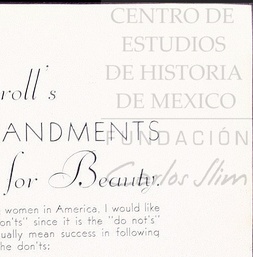 CENTRO DE
ESTUDIOS
DE HISTORIA
DE MEXICO
FUNDACIÓN
Carlos Slim
roll's
ANDMENTS
for Beauty.
women in America, I would like
on'ts" since it is the "do not's"
ually mean success in following
he don'ts: